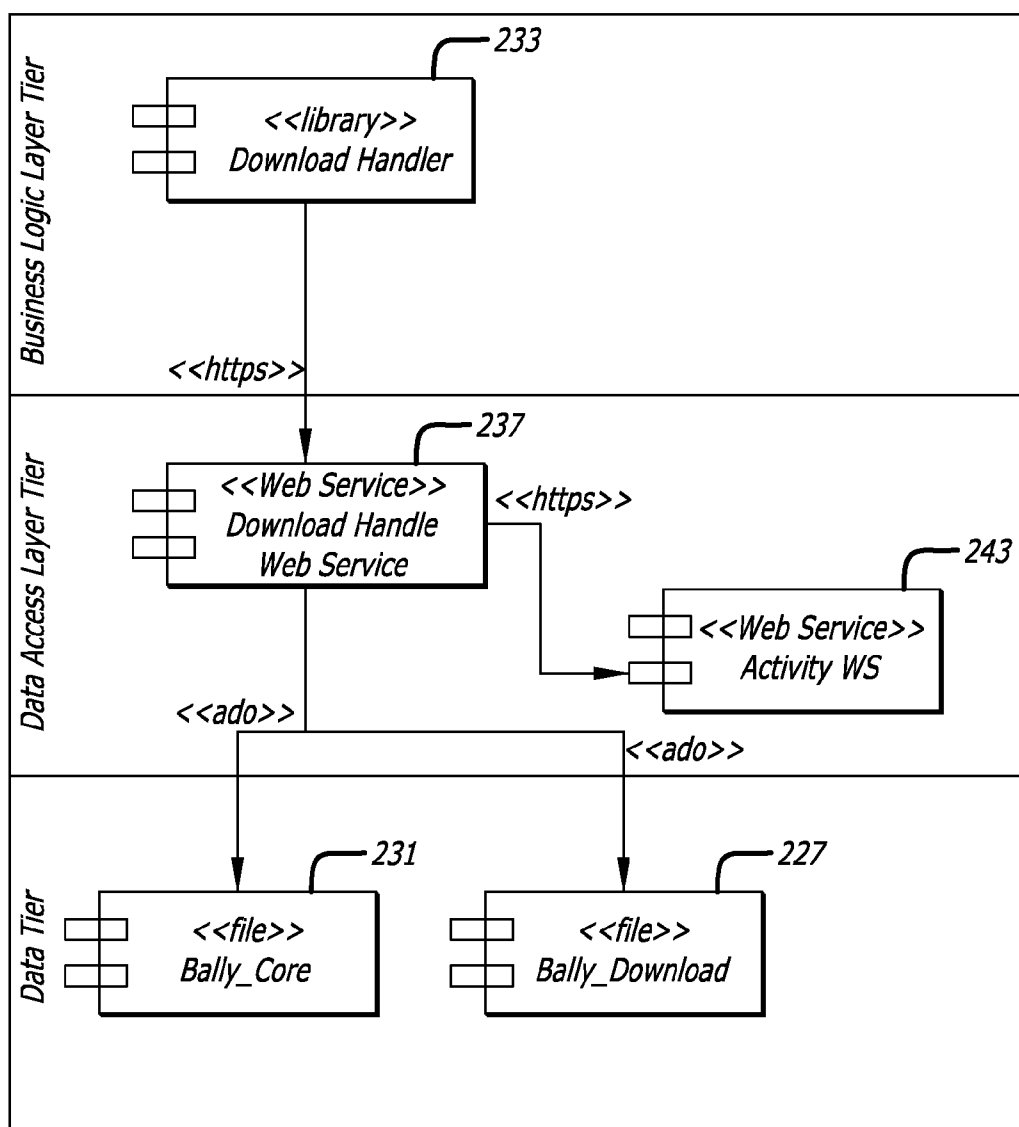 Business Logic Layer Tier
233
<<library>>
Download Handler
<<https>>
Data Access Layer Tier
237
<<Web Service>>
Download Handle
Web Service
<<https>>
243
<<Web Service>>
Activity WS
<<ado>>
<<ado>>
Data Tier
231
<<file>>
Bally_Core
227
<<file>>
Bally_Download